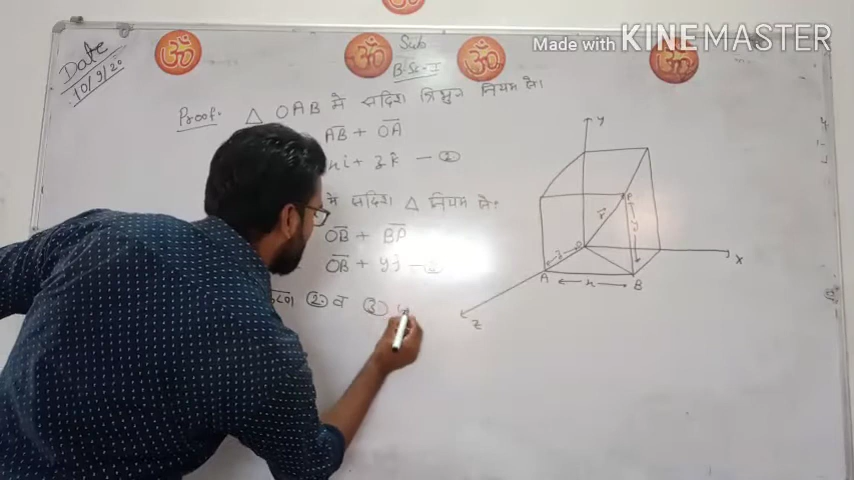 Made with KINEMASTER
Date
10/9/20
Sub
B.Sc-I
Proof: △ OAB में सदिश त्रिभुज नियम से।
AB + OA
xi + zk — ②
में सदिश △ नियम से:
OB + BP
OB + yj — ③
② व ③
y
P
r
y
O
z
x
A
B
X
Z